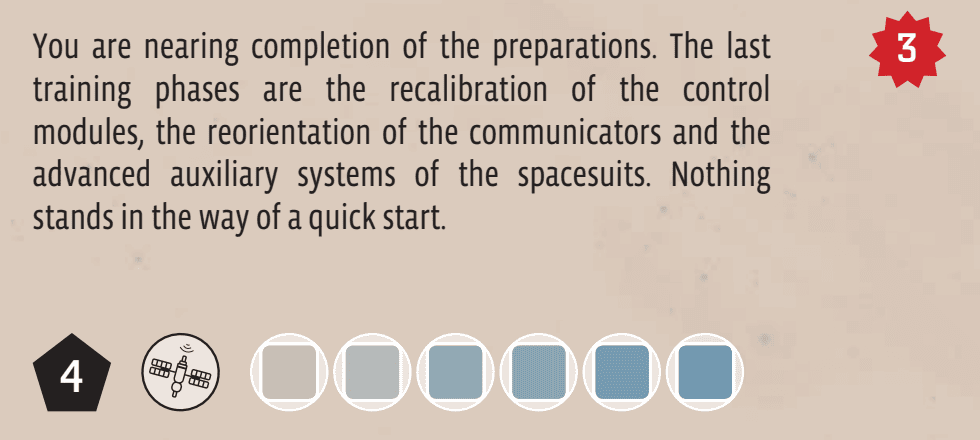 You are nearing completion of the preparations. The last
training phases are the recalibration of the control
modules, the reorientation of the communicators and the
advanced auxiliary systems of the spacesuits. Nothing
stands in the way of a quick start.
3
4